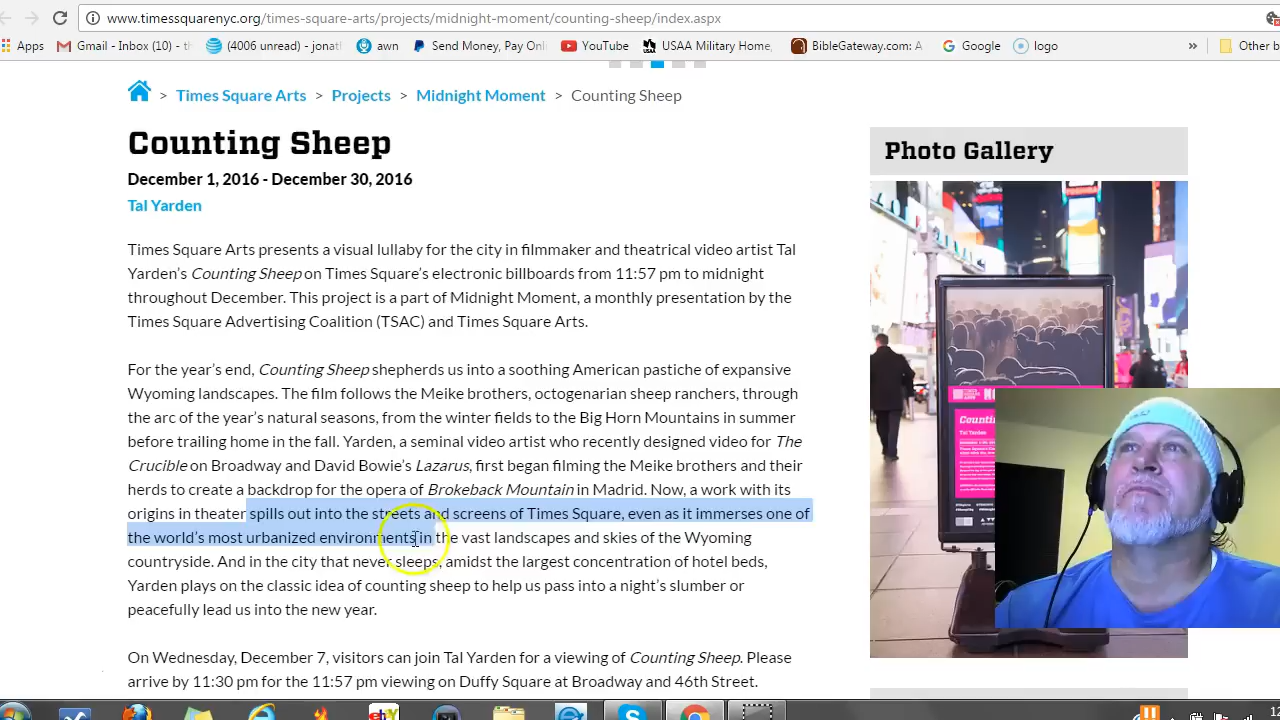 www.timessquarenyc.org/times-square-arts/projects/midnight-moment/counting-sheep/index.aspx
Apps Gmail - Inbox (10) - th (4006 unread) - jonat awn Send Money, Pay Onl YouTube USAA Military Home, BibleGateway.com: A Google logo » Other b
> Times Square Arts > Projects > Midnight Moment > Counting Sheep
Counting Sheep
December 1, 2016 - December 30, 2016
Tal Yarden
Times Square Arts presents a visual lullaby for the city in filmmaker and theatrical video artist Tal
Yarden's Counting Sheep on Times Square's electronic billboards from 11:57 pm to midnight
throughout December. This project is a part of Midnight Moment, a monthly presentation by the
Times Square Advertising Coalition (TSAC) and Times Square Arts.
For the year's end, Counting Sheep shepherds us into a soothing American pastiche of expansive
Wyoming landscapes. The film follows the Meike brothers, octogenarian sheep ranchers, through
the arc of the year's natural seasons, from the winter fields to the Big Horn Mountains in summer
before trailing home in the fall. Yarden, a seminal video artist who recently designed video for The
Crucible on Broadway and David Bowie's Lazarus, first began filming the Meike brothers and their
herds to create a backdrop for the opera of Brokeback Mountain in Madrid. Now, a work with its
origins in theater spills out into the streets and screens of Times Square, even as it immerses one of
the world's most urbanized environments in the vast landscapes and skies of the Wyoming
countryside. And in the city that never sleeps, amidst the largest concentration of hotel beds,
Yarden plays on the classic idea of counting sheep to help us pass into a night's slumber or
peacefully lead us into the new year.
On Wednesday, December 7, visitors can join Tal Yarden for a viewing of Counting Sheep. Please
arrive by 11:30 pm for the 11:57 pm viewing on Duffy Square at Broadway and 46th Street.
Photo Gallery
Countin
Tal Yarden